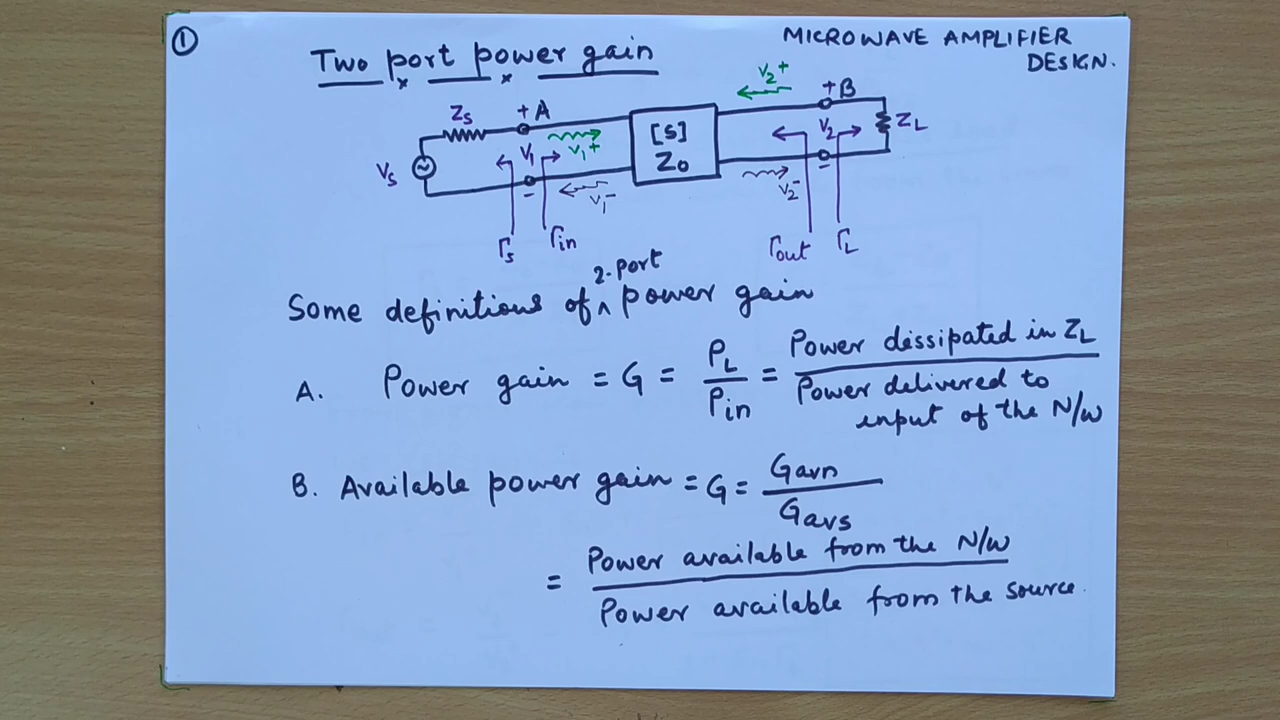 ①
MICROWAVE AMPLIFIER
DESIGN.
Two port power gain
Zs
+ A
V1+
[S]
Z0
V2+
+B
ZL
Vs
V1
V2
-
-
V1-
V2-
Γs
Γin
Γout
ΓL
Some definitions of ^ 2-port power gain
A. Power gain = G = PL / Pin = Power dissipated in ZL / Power delivered to
input of the N/W
B. Available power gain = G = Gavn / Gavs
= Power available from the N/W / Power available from the source.